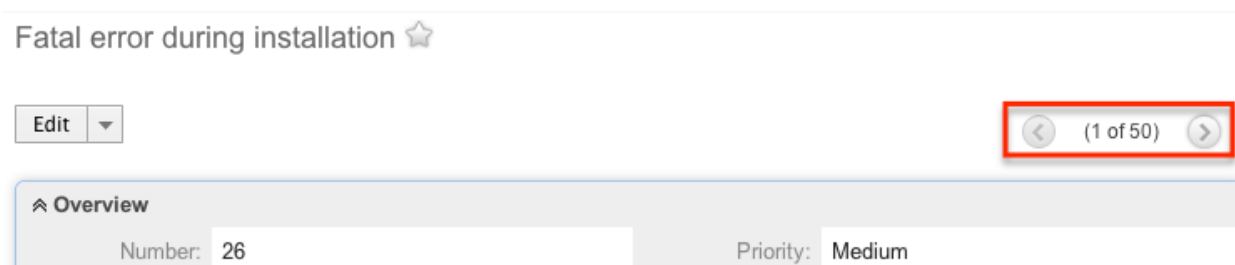 Fatal error during installation
Edit
(1 of 50)
Overview
Number: 26 Priority: Medium